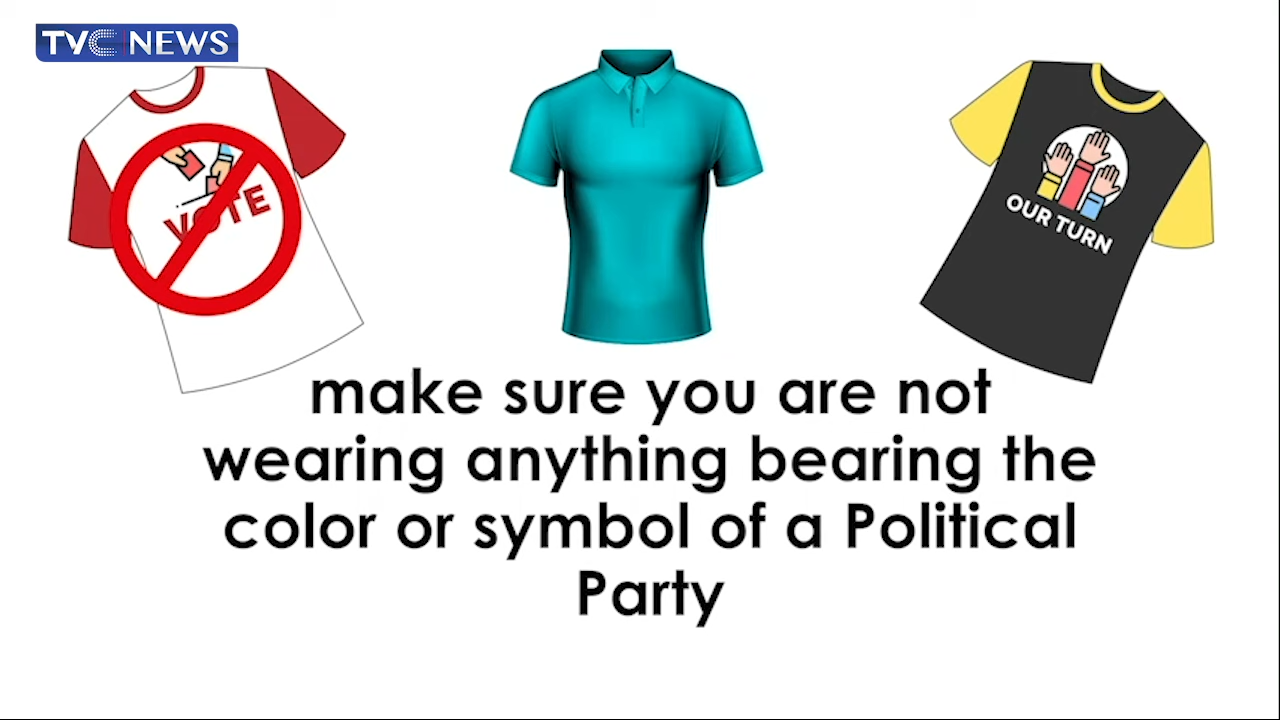 TVC NEWS
VOTE
OUR TURN
make sure you are not
wearing anything bearing the
color or symbol of a Political
Party